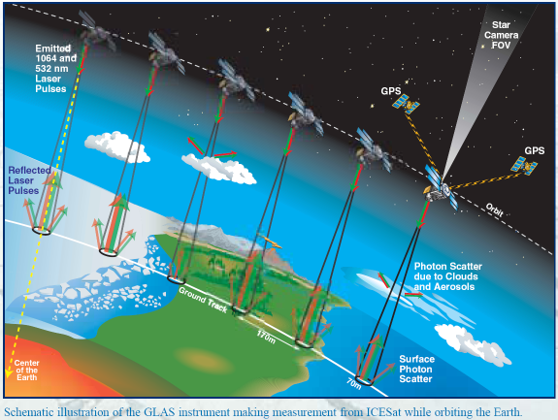 Star
Camera
FOV
Emitted
1064 and
532 nm
Laser
Pulses
GPS
GPS
Reflected
Laser
Pulses
Orbit
Photon Scatter
due to Clouds
and Aerosols
Ground Track
170m
Surface
Photon
Scatter
70m
Center
of the
Earth
Schematic illustration of the GLAS instrument making measurement from ICESat while orbiting the Earth.